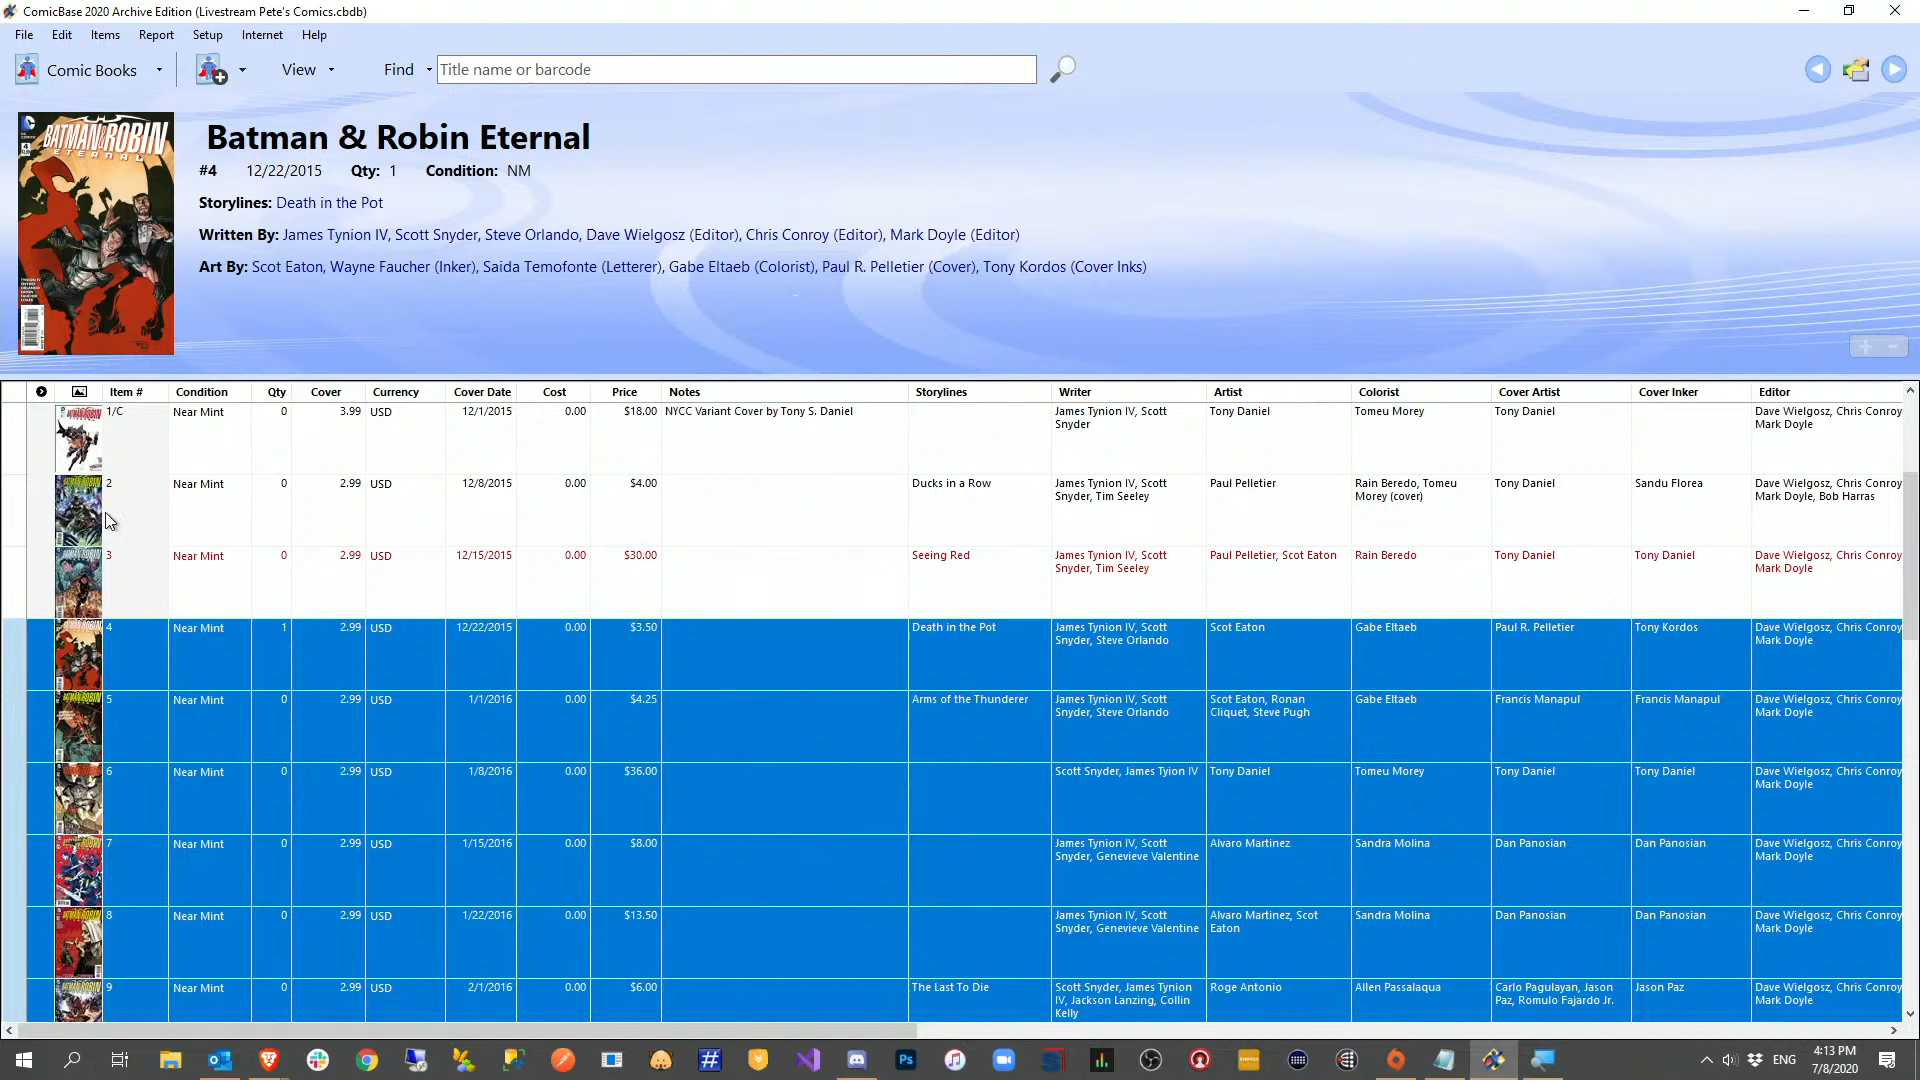 ComicBase 2020 Archive Edition (Livestream Pete's Comics.cbdb)
File Edit Items Report Setup Internet Help
Comic Books View Find Title name or barcode
BATMAN & ROBIN
ETERNAL
Batman & Robin Eternal
#4 12/22/2015 Qty: 1 Condition: NM
Storylines: Death in the Pot
Written By: James Tynion IV, Scott Snyder, Steve Orlando, Dave Wielgosz (Editor), Chris Conroy (Editor), Mark Doyle (Editor)
Art By: Scot Eaton, Wayne Faucher (Inker), Saida Temofonte (Letterer), Gabe Eltaeb (Colorist), Paul R. Pelletier (Cover), Tony Kordos (Cover Inks)
Item # Condition Qty Cover Currency Cover Date Cost Price Notes Storylines Writer Artist Colorist Cover Artist Cover Inker Editor
1/C Near Mint 0 3.99 USD 12/1/2015 0.00 $18.00 NYCC Variant Cover by Tony S. Daniel James Tynion IV, Scott Tony Daniel Tomeu Morey Tony Daniel Dave Wielgosz, Chris Conroy
Snyder Mark Doyle
2 Near Mint 0 2.99 USD 12/8/2015 0.00 $4.00 Ducks in a Row James Tynion IV, Scott Paul Pelletier Rain Beredo, Tomeu Tony Daniel Sandu Florea Dave Wielgosz, Chris Conroy
Snyder, Tim Seeley Morey (cover) Mark Doyle, Bob Harras
3 Near Mint 0 2.99 USD 12/15/2015 0.00 $30.00 Seeing Red James Tynion IV, Scott Paul Pelletier, Scot Eaton Rain Beredo Tony Daniel Tony Daniel Dave Wielgosz, Chris Conroy
Snyder, Tim Seeley Mark Doyle
4 Near Mint 1 2.99 USD 12/22/2015 0.00 $3.50 Death in the Pot James Tynion IV, Scott Scot Eaton Gabe Eltaeb Paul R. Pelletier Tony Kordos Dave Wielgosz, Chris Conroy
Snyder, Steve Orlando Mark Doyle
5 Near Mint 0 2.99 USD 1/1/2016 0.00 $4.25 Arms of the Thunderer James Tynion IV, Scott Scot Eaton, Ronan Gabe Eltaeb Francis Manapul Francis Manapul Dave Wielgosz, Chris Conroy
Snyder, Steve Orlando Cliquet, Steve Pugh Mark Doyle
6 Near Mint 0 2.99 USD 1/8/2016 0.00 $36.00 Scott Snyder, James Tyion IV Tony Daniel Tomeu Morey Tony Daniel Tony Daniel Dave Wielgosz, Chris Conroy
Mark Doyle
7 Near Mint 0 2.99 USD 1/15/2016 0.00 $8.00 James Tynion IV, Scott Alvaro Martinez Sandra Molina Dan Panosian Dan Panosian Dave Wielgosz, Chris Conroy
Snyder, Genevieve Valentine Mark Doyle
8 Near Mint 0 2.99 USD 1/22/2016 0.00 $13.50 James Tynion IV, Scott Alvaro Martinez, Scot Sandra Molina Dan Panosian Dan Panosian Dave Wielgosz, Chris Conroy
Snyder, Genevieve Valentine Eaton Mark Doyle
9 Near Mint 0 2.99 USD 2/1/2016 0.00 $6.00 The Last To Die Scott Snyder, James Tynion Roge Antonio Allen Passalaqua Carlo Pagulayan, Jason Jason Paz Dave Wielgosz, Chris Conroy
IV, Jackson Lanzing, Collin Paz, Romulo Fajardo Jr. Mark Doyle
Kelly
ENG 4:13 PM
7/8/2020